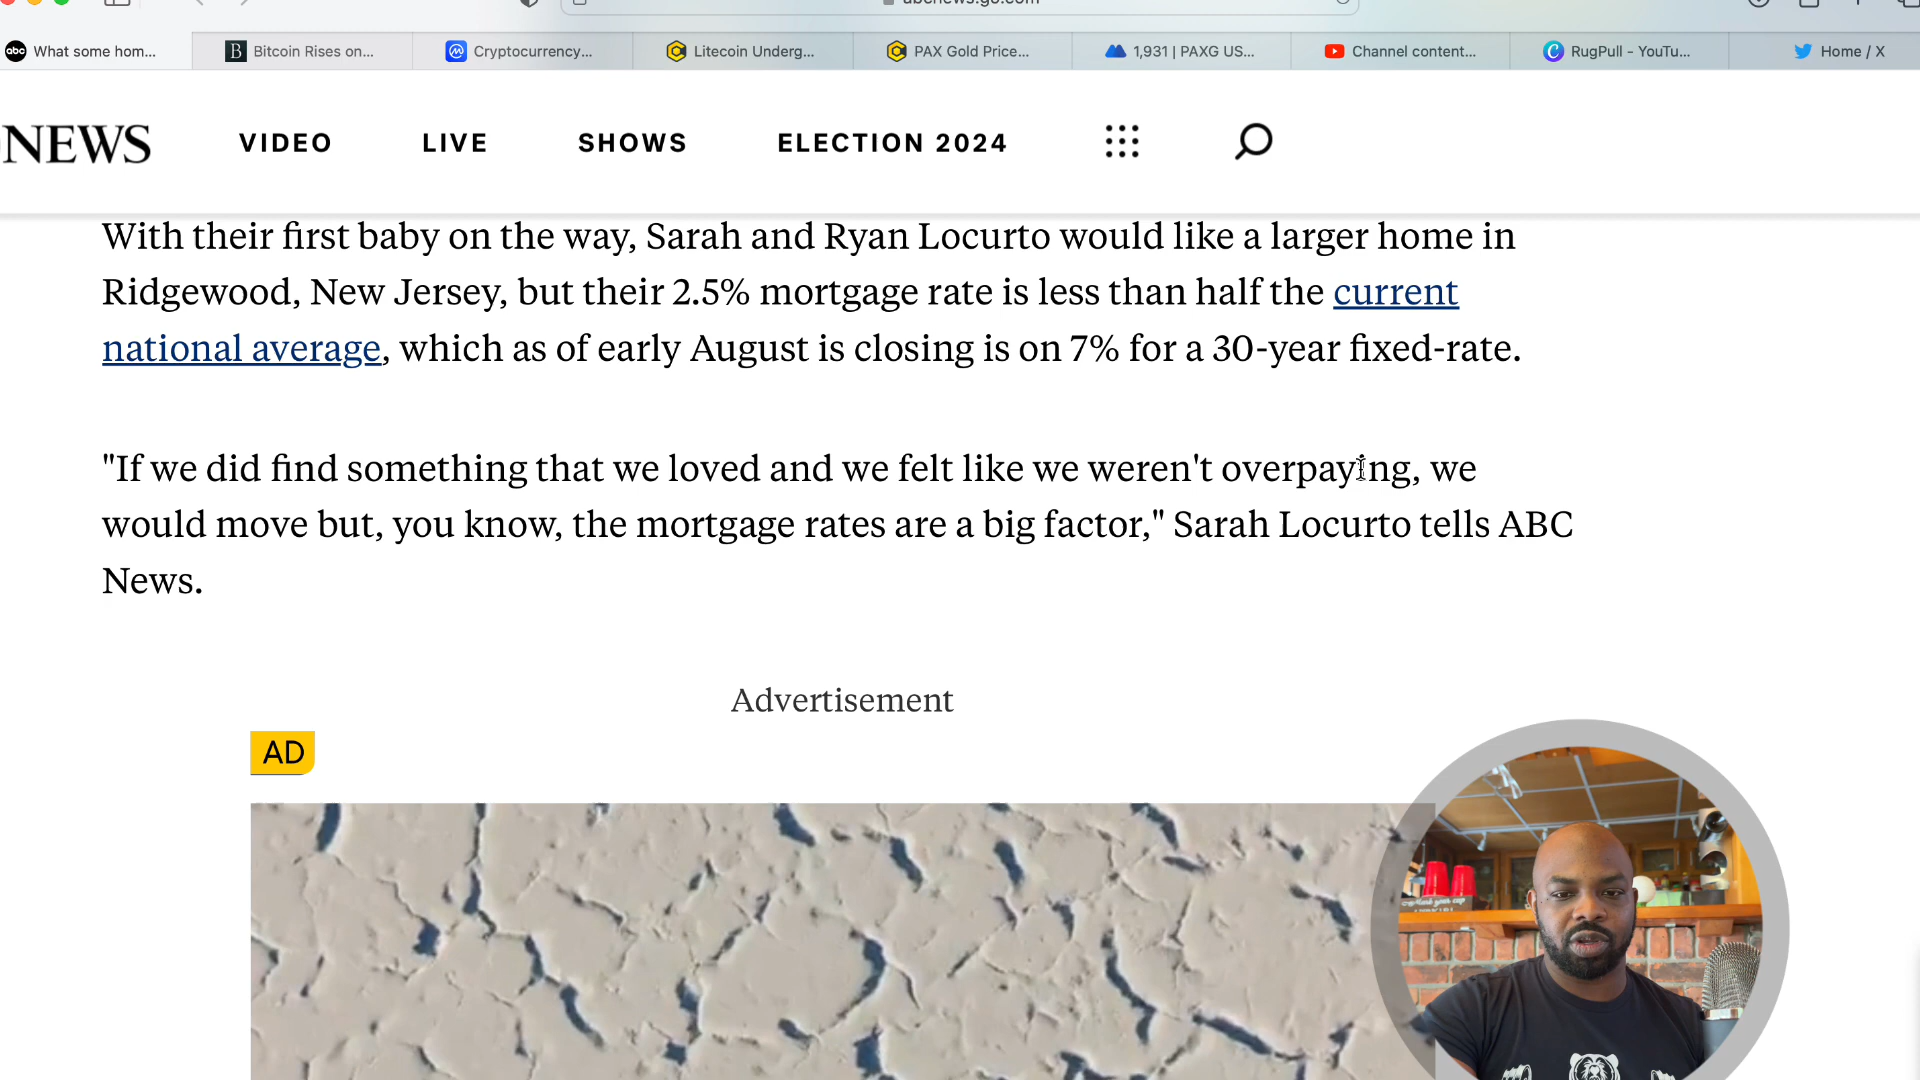 abcnews.go.com
abc What some hom...
B Bitcoin Rises on...
Cryptocurrency...
Litecoin Underg...
PAX Gold Price...
1,931 | PAXG US...
Channel content...
C RugPull - YouTu...
Home / X
NEWS VIDEO LIVE SHOWS ELECTION 2024
With their first baby on the way, Sarah and Ryan Locurto would like a larger home in
Ridgewood, New Jersey, but their 2.5% mortgage rate is less than half the current
national average, which as of early August is closing is on 7% for a 30-year fixed-rate.
"If we did find something that we loved and we felt like we weren't overpaying, we
would move but, you know, the mortgage rates are a big factor," Sarah Locurto tells ABC
News.
Advertisement
AD